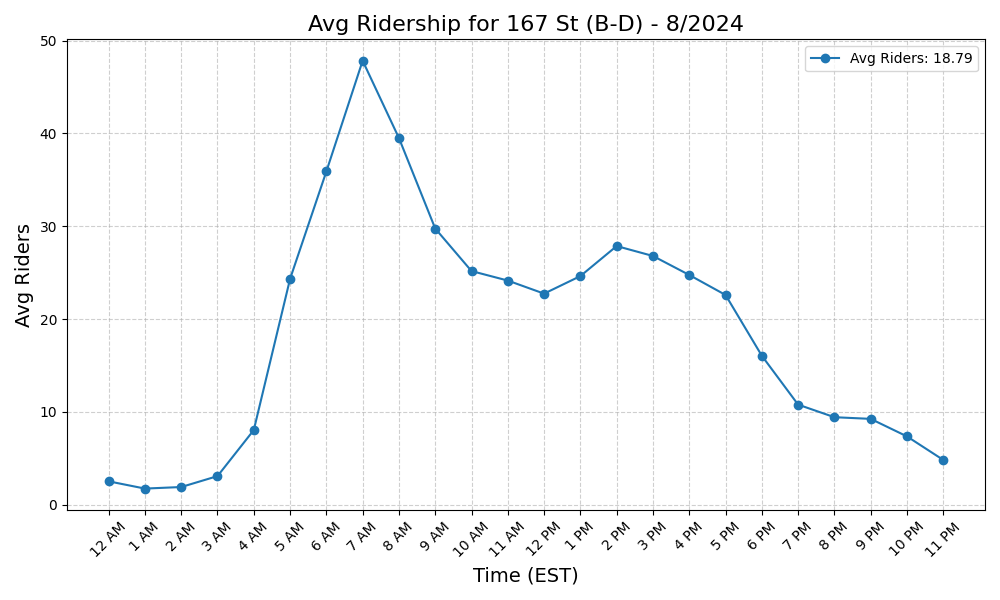 Avg Ridership for 167 St (B-D) - 8/2024
Avg Riders: 18.79
Avg Riders
50
40
30
20
10
0
12 AM
1 AM
2 AM
3 AM
4 AM
5 AM
6 AM
7 AM
8 AM
9 AM
10 AM
11 AM
12 PM
1 PM
2 PM
3 PM
4 PM
5 PM
6 PM
7 PM
8 PM
9 PM
10 PM
11 PM
Time (EST)